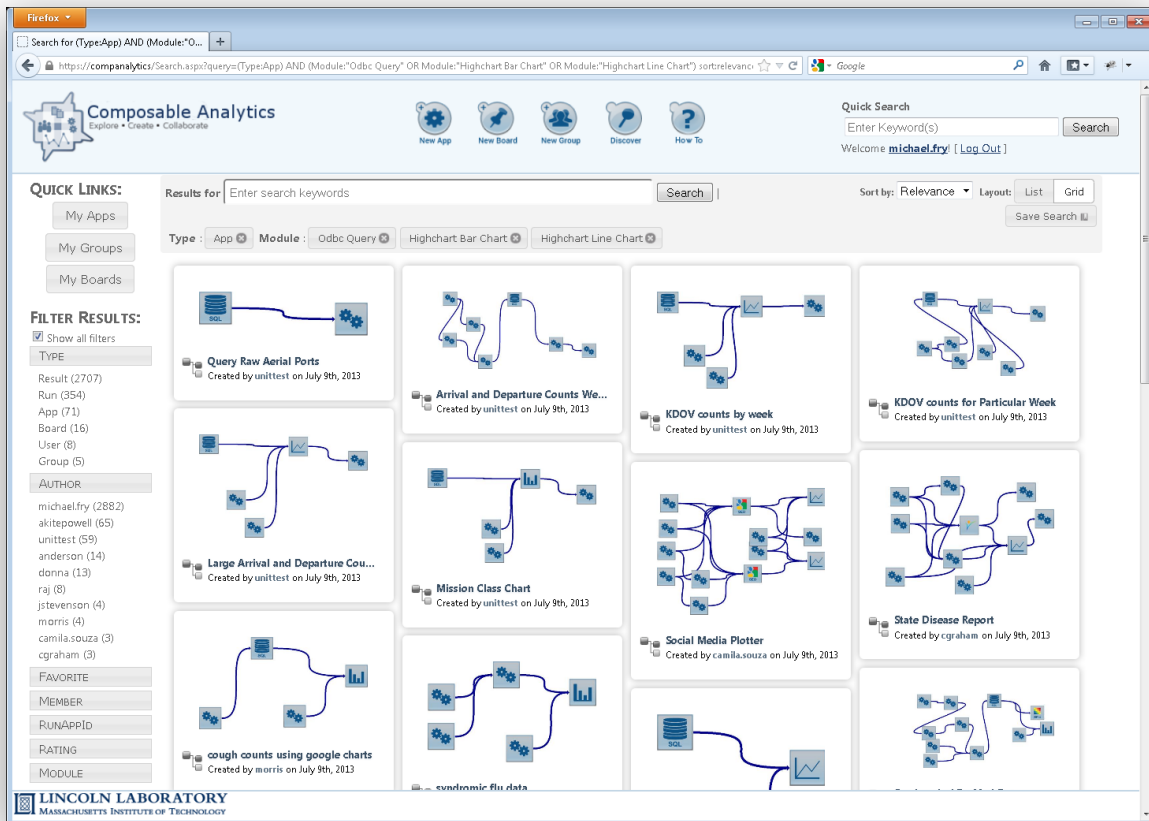 Firefox
Search for (Type:App) AND (Module:"O...
https://companalytics/Search.aspx?query=(Type:App) AND (Module:"Odbc Query" OR Module:"Highchart Bar Chart" OR Module:"Highchart Line Chart") sort:relevance
Google
Composable Analytics
Explore • Create • Collaborate
New App
New Board
New Group
Discover
How To
Quick Search
Enter Keyword(s)
Search
Welcome michael.fry! [ Log Out ]
QUICK LINKS:
My Apps
My Groups
My Boards
Results for
Enter search keywords
Search
Sort by: Relevance
Layout: List Grid
Save Search
Type : App Module : Odbc Query Highchart Bar Chart Highchart Line Chart
FILTER RESULTS:
Show all filters
TYPE
Result (2707)
Run (354)
App (71)
Board (16)
User (8)
Group (5)
AUTHOR
michael.fry (2882)
akitepowell (65)
unittest (59)
anderson (14)
donna (13)
raj (8)
jstevenson (4)
morris (4)
camila.souza (3)
cgraham (3)
FAVORITE
MEMBER
RUNAPPID
RATING
MODULE
SQL
Query Raw Aerial Ports
Created by unittest on July 9th, 2013
Arrival and Departure Counts We...
Created by unittest on July 9th, 2013
KDOV counts by week
Created by unittest on July 9th, 2013
KDOV counts for Particular Week
Created by unittest on July 9th, 2013
Large Arrival and Departure Cou...
Created by unittest on July 9th, 2013
Mission Class Chart
Created by unittest on July 9th, 2013
Social Media Plotter
Created by camila.souza on July 9th, 2013
State Disease Report
Created by cgraham on July 9th, 2013
cough counts using google charts
Created by morris on July 9th, 2013
syndromic flu data
SQL
LINCOLN LABORATORY
MASSACHUSETTS INSTITUTE OF TECHNOLOGY